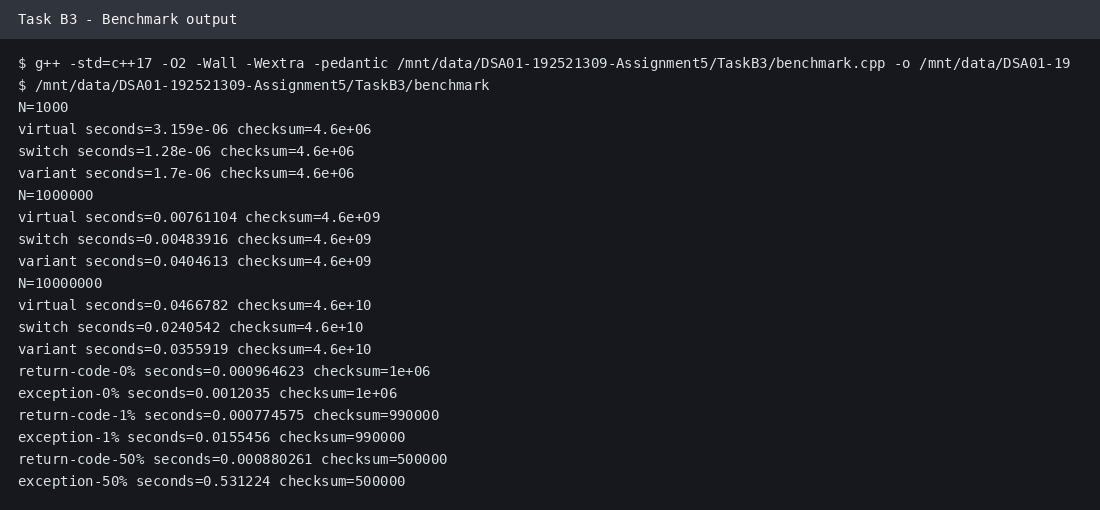 Task B3 - Benchmark output
$ g++ -std=c++17 -O2 -Wall -Wextra -pedantic /mnt/data/DSA01-192521309-Assignment5/TaskB3/benchmark.cpp -o /mnt/data/DSA01-19
$ /mnt/data/DSA01-192521309-Assignment5/TaskB3/benchmark
N=1000
virtual seconds=3.159e-06 checksum=4.6e+06
switch seconds=1.28e-06 checksum=4.6e+06
variant seconds=1.7e-06 checksum=4.6e+06
N=1000000
virtual seconds=0.00761104 checksum=4.6e+09
switch seconds=0.00483916 checksum=4.6e+09
variant seconds=0.0404613 checksum=4.6e+09
N=10000000
virtual seconds=0.0466782 checksum=4.6e+10
switch seconds=0.0240542 checksum=4.6e+10
variant seconds=0.0355919 checksum=4.6e+10
return-code-0% seconds=0.000964623 checksum=1e+06
exception-0% seconds=0.0012035 checksum=1e+06
return-code-1% seconds=0.000774575 checksum=990000
exception-1% seconds=0.0155456 checksum=990000
return-code-50% seconds=0.000880261 checksum=500000
exception-50% seconds=0.531224 checksum=500000